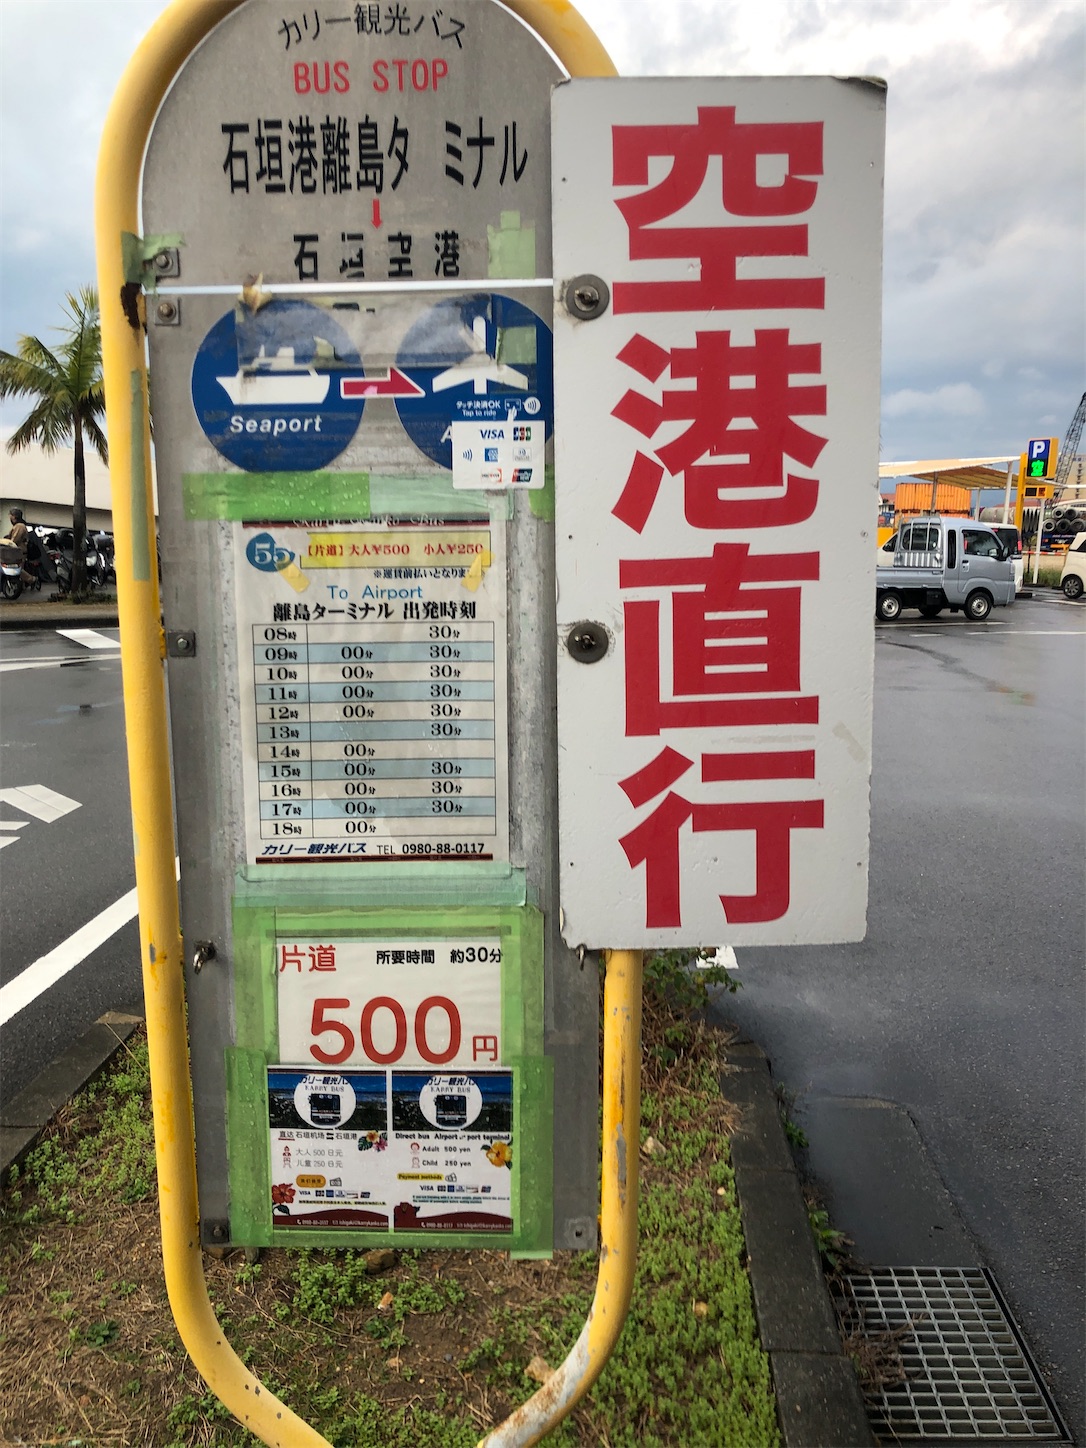 カリー観光バス
BUS STOP
石垣港離島タ ミナル
石垣空港
空港直行
Seaport
タッチ決済OK
Tap to ride
VISA
JCB
55
【片道】大人¥500 小人¥250
To Airport
離島ターミナル 出発時刻
08時 30分
09時 00分 30分
10時 00分 30分
11時 00分 30分
12時 00分 30分
13時 30分
14時 00分
15時 00分 30分
16時 00分 30分
17時 00分 30分
18時 00分
カリー観光バス TEL 0980-88-0117
片道 所要時間 約30分
500円
カリー観光バス
KARRY BUS
直达 石垣机场 石垣港
大人 500 日元
儿童 250 日元
VISA
カリー観光バス
KARRY BUS
Direct bus Airport port terminal
Adult 500 yen
Child 250 yen
Payment methods
VISA
P